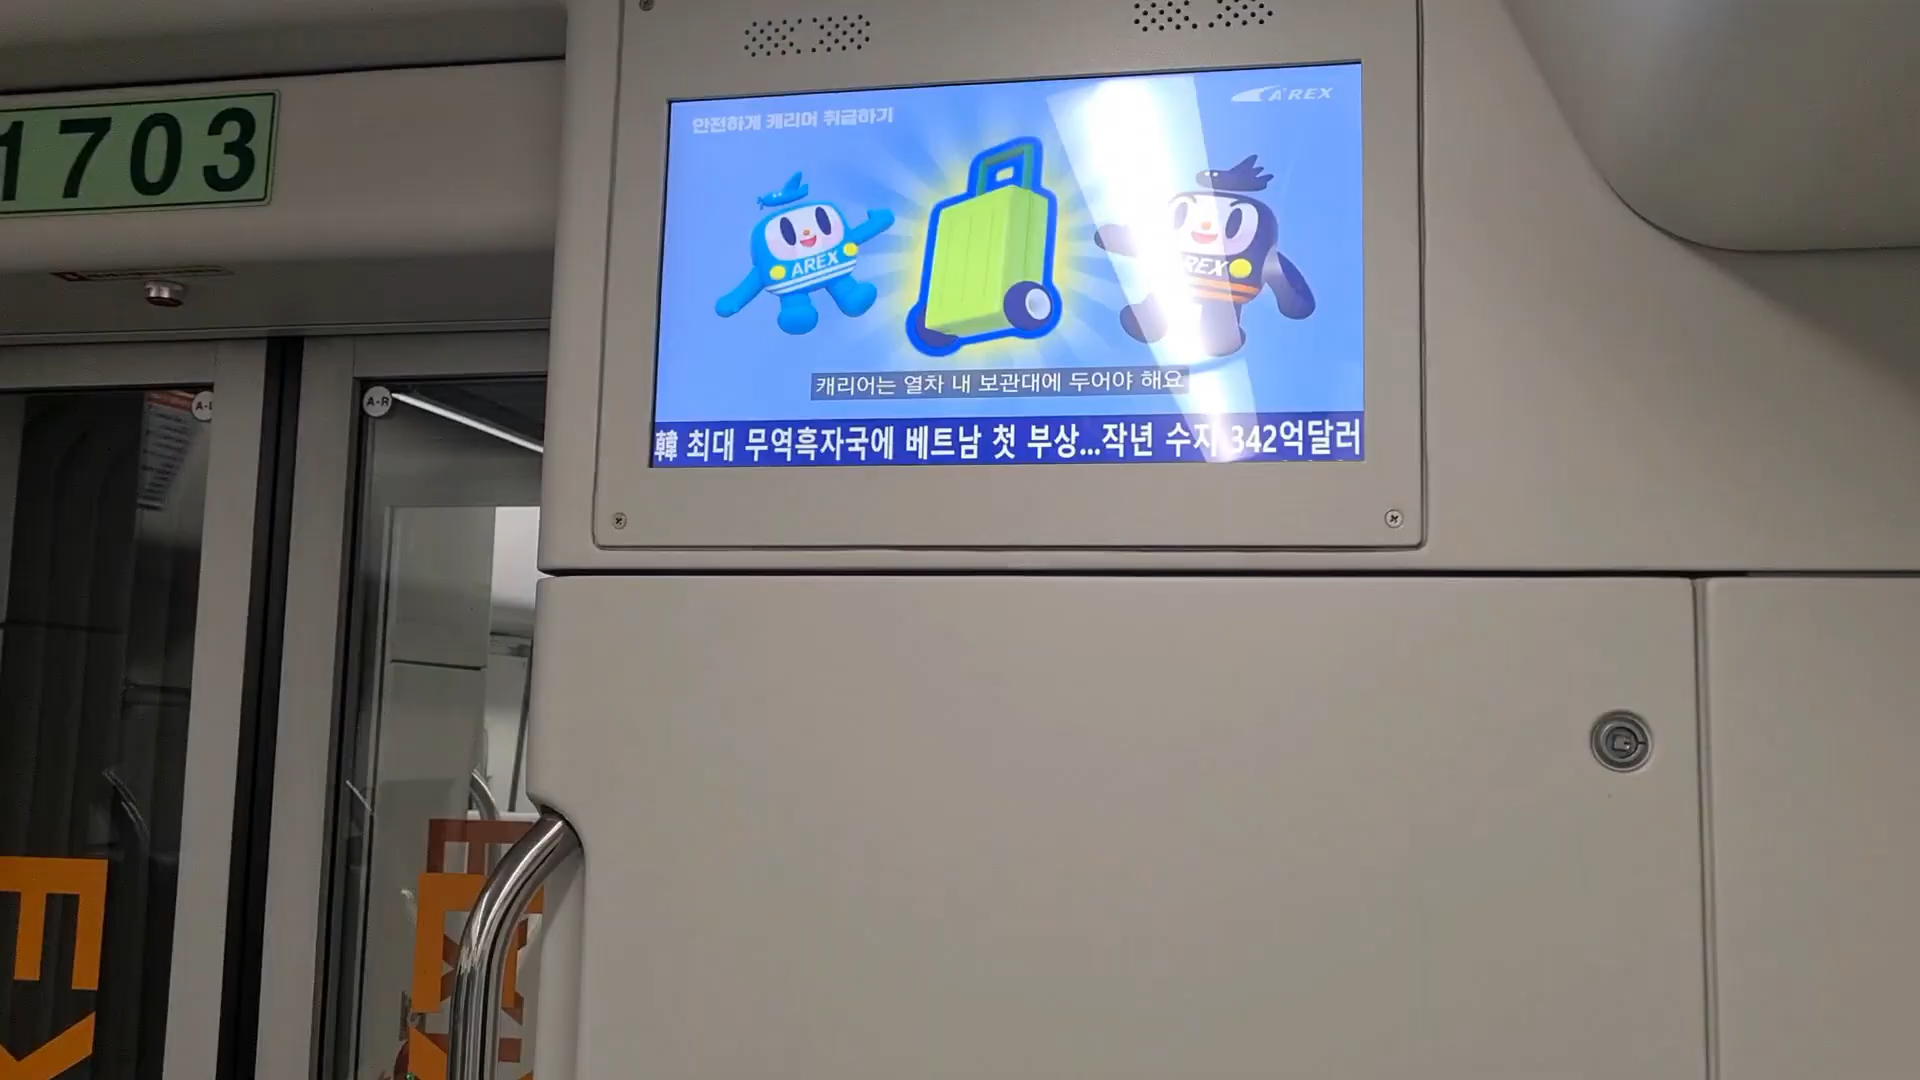 1703
안전하게 캐리어 취급하기
AREX
AREX
AREX
캐리어는 열차 내 보관대에 두어야 해요
韓 최대 무역흑자국에 베트남 첫 부상...작년 수지 342억달러
A-R